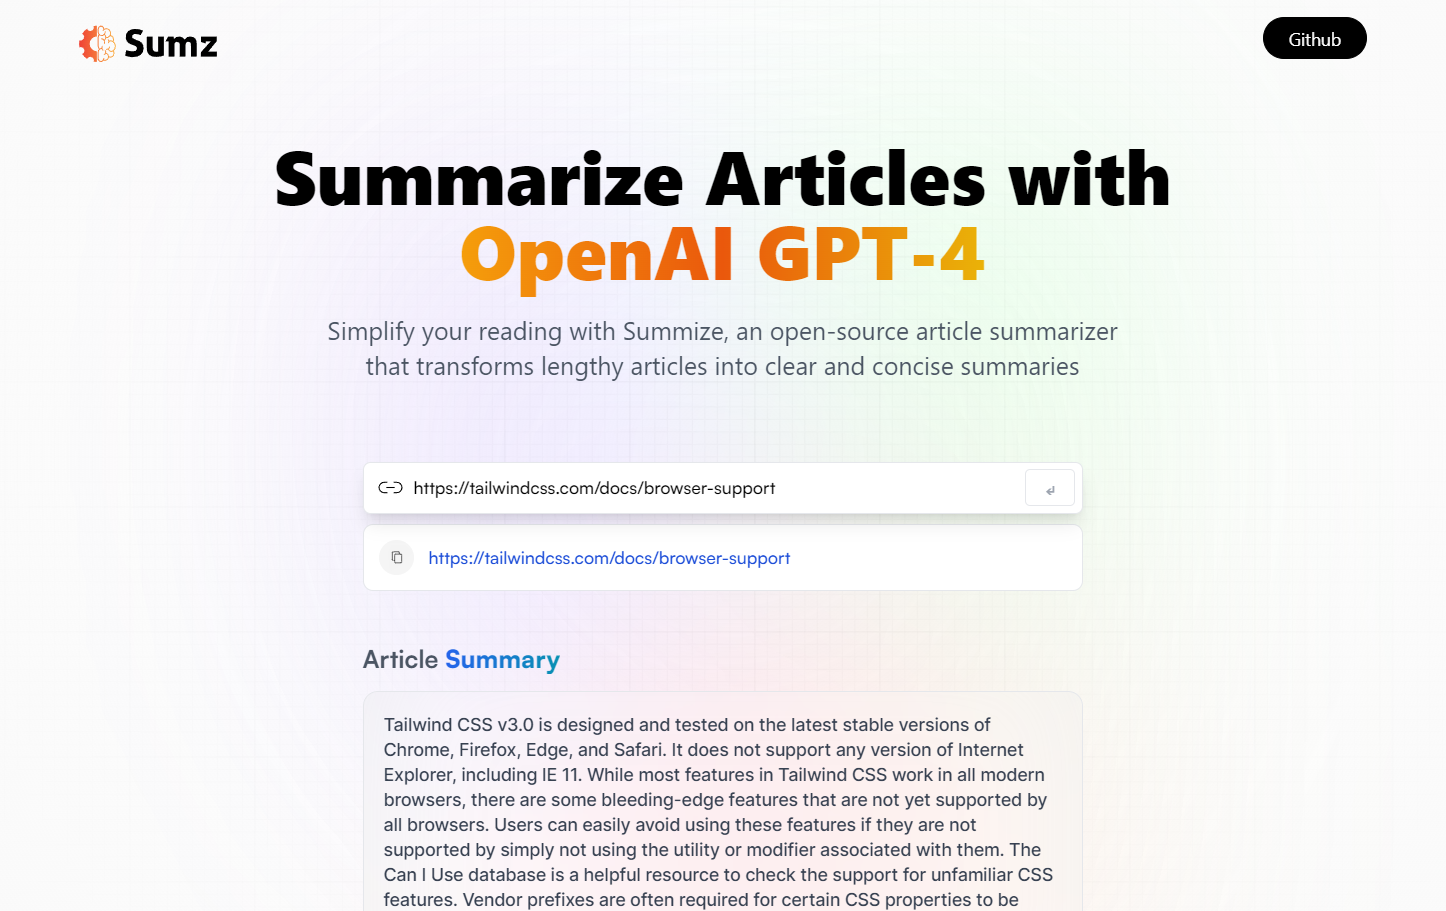 Sumz
Github
Summarize Articles with
OpenAI GPT-4
Simplify your reading with Summize, an open-source article summarizer
that transforms lengthy articles into clear and concise summaries
https://tailwindcss.com/docs/browser-support
https://tailwindcss.com/docs/browser-support
Article Summary
Tailwind CSS v3.0 is designed and tested on the latest stable versions of
Chrome, Firefox, Edge, and Safari. It does not support any version of Internet
Explorer, including IE 11. While most features in Tailwind CSS work in all modern
browsers, there are some bleeding-edge features that are not yet supported by
all browsers. Users can easily avoid using these features if they are not
supported by simply not using the utility or modifier associated with them. The
Can I Use database is a helpful resource to check the support for unfamiliar CSS
features. Vendor prefixes are often required for certain CSS properties to be